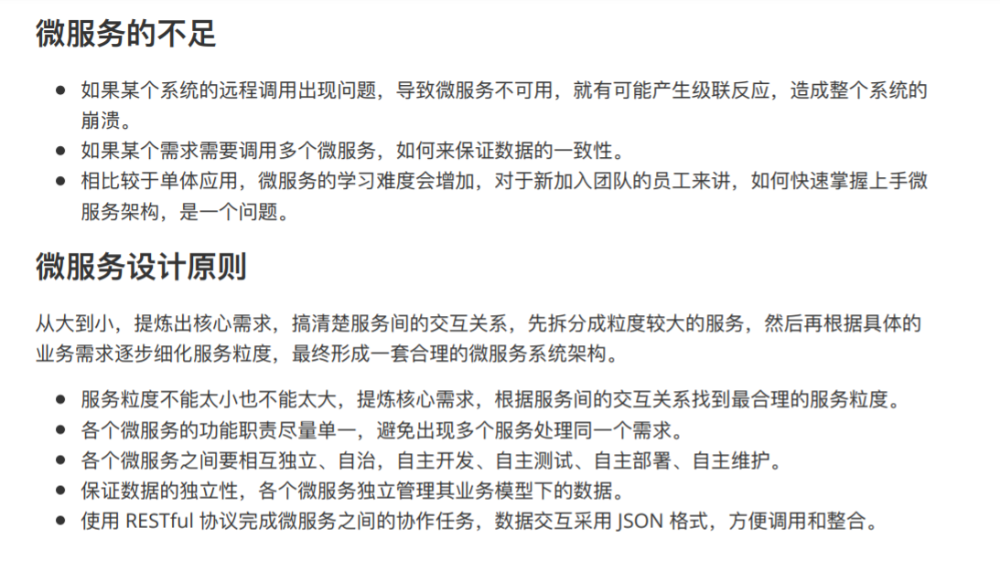 微服务的不足
如果某个系统的远程调用出现问题，导致微服务不可用，就有可能产生级联反应，造成整个系统的
崩溃。
如果某个需求需要调用多个微服务，如何来保证数据的一致性。
相比较于单体应用，微服务的学习难度会增加，对于新加入团队的员工来讲，如何快速掌握上手微
服务架构，是一个问题。
微服务设计原则
从大到小，提炼出核心需求，搞清楚服务间的交互关系，先拆分成粒度较大的服务，然后再根据具体的
业务需求逐步细化服务粒度，最终形成一套合理的微服务系统架构。
服务粒度不能太小也不能太大，提炼核心需求，根据服务间的交互关系找到最合理的服务粒度。
各个微服务的功能职责尽量单一，避免出现多个服务处理同一个需求。
各个微服务之间要相互独立、自治，自主开发、自主测试、自主部署、自主维护。
保证数据的独立性，各个微服务独立管理其业务模型下的数据。
使用 RESTful 协议完成微服务之间的协作任务，数据交互采用 JSON 格式，方便调用和整合。